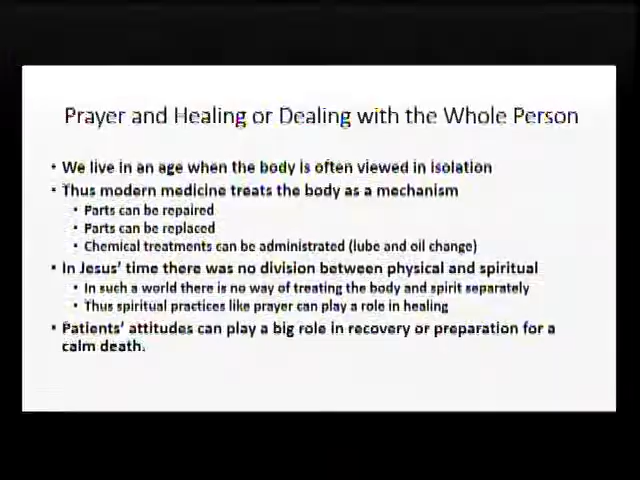 Prayer and Healing or Dealing with the Whole Person
• We live in an age when the body is often viewed in isolation
• Thus modern medicine treats the body as a mechanism
• Parts can be repaired
• Parts can be replaced
• Chemical treatments can be administrated (lube and oil change)
• In Jesus' time there was no division between physical and spiritual
• In such a world there is no way of treating the body and spirit separately
• Thus spiritual practices like prayer can play a role in healing
• Patients' attitudes can play a big role in recovery or preparation for a
calm death.